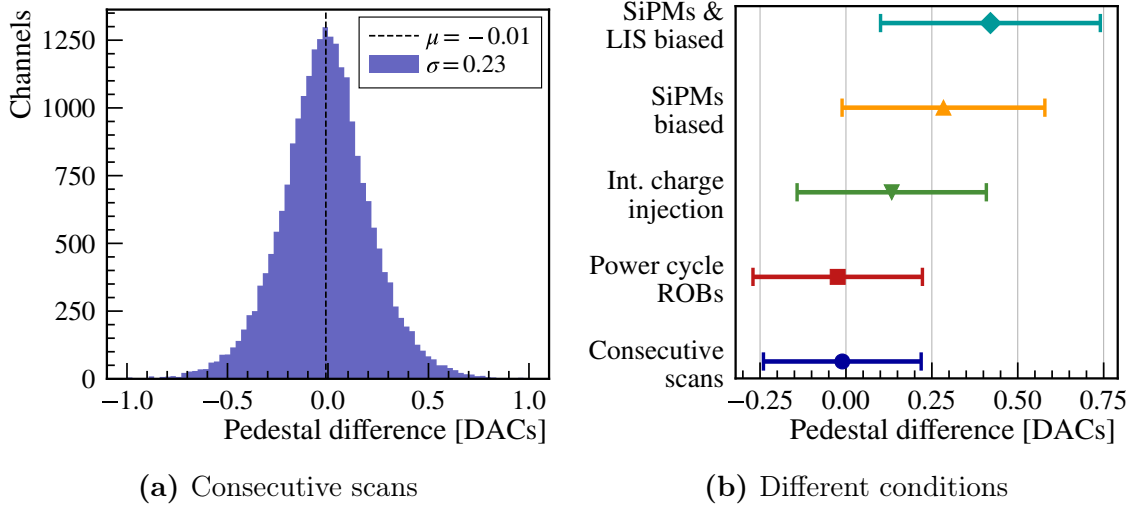 Channels
1250
1000
750
500
250
0
μ = −0.01
σ = 0.23
−1.0 −0.5 0.0 0.5 1.0
Pedestal difference [DACs]
(a) Consecutive scans
SiPMs &
LIS biased
SiPMs
biased
Int. charge
injection
Power cycle
ROBs
Consecutive
scans
−0.25 0.00 0.25 0.50 0.75
Pedestal difference [DACs]
(b) Different conditions